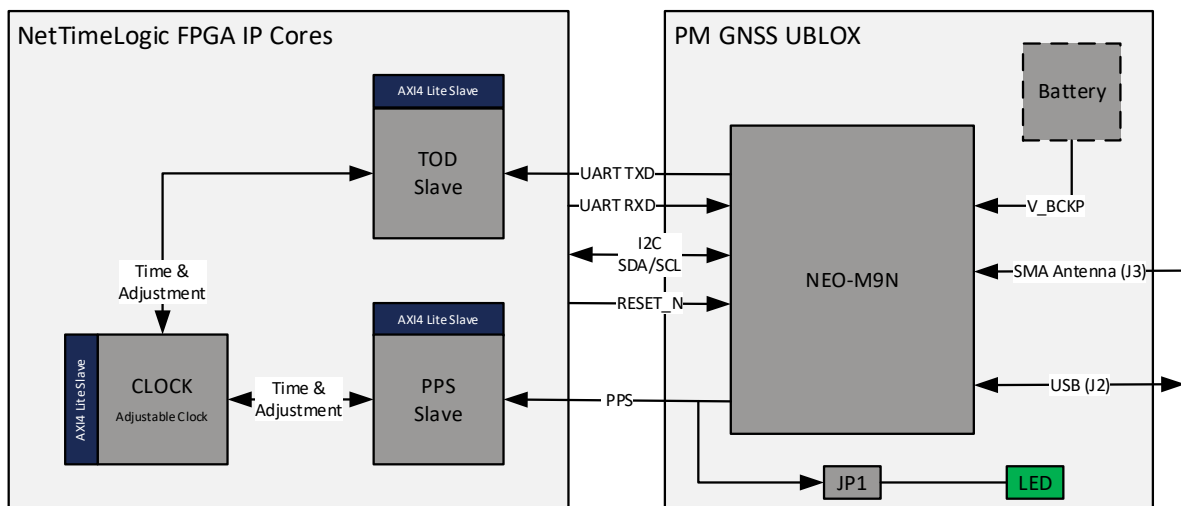 NetTimeLogic FPGA IP Cores
PM GNSS UBLOX
AXI4 Lite Slave
TOD
Slave
Battery
UART TXD
UART RXD
V_BCKP
I2C
SDA/SCL
NEO-M9N
SMA Antenna (J3)
Time &
Adjustment
RESET_N
AXI4 Lite Slave
AXI4 Lite Slave
CLOCK
Adjustable Clock
Time &
Adjustment
PPS
Slave
PPS
USB (J2)
JP1
LED